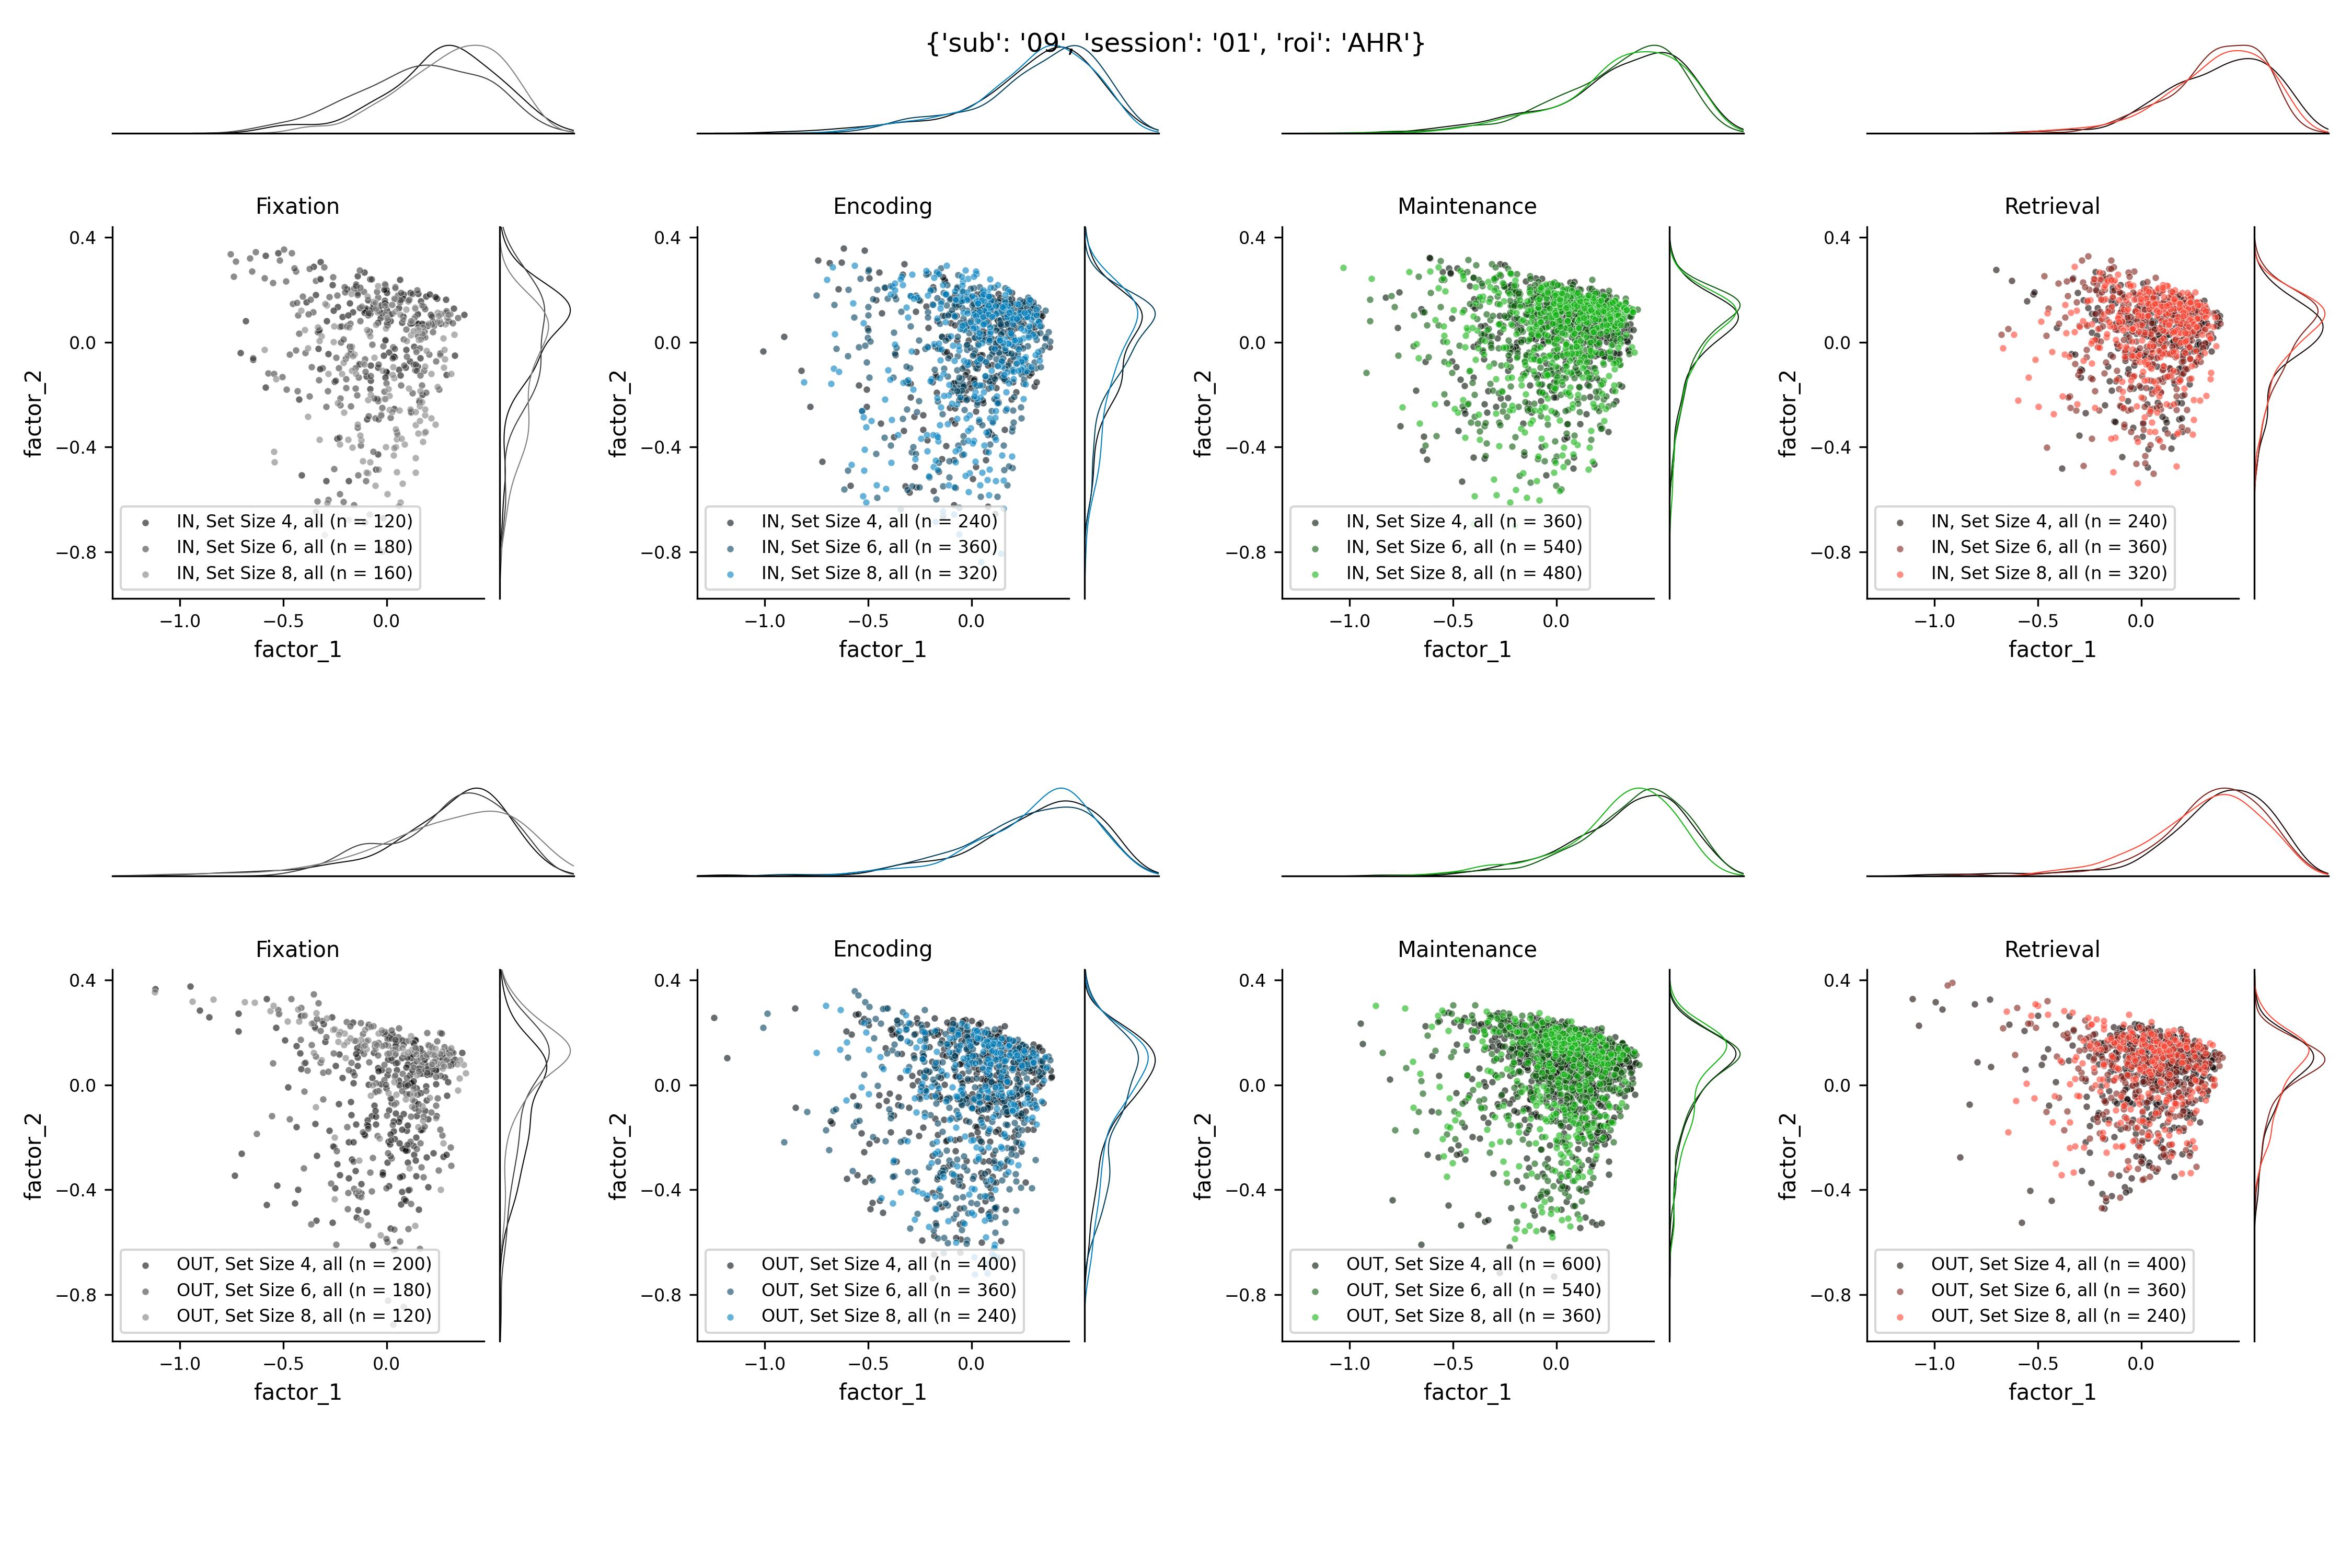 {'sub': '09', 'session': '01', 'roi': 'AHR'}
Fixation
0.4
0.0
−0.4
−0.8
factor_2
IN, Set Size 4, all (n = 120)
IN, Set Size 6, all (n = 180)
IN, Set Size 8, all (n = 160)
−1.0 −0.5 0.0
factor_1
Encoding
0.4
0.0
−0.4
−0.8
factor_2
IN, Set Size 4, all (n = 240)
IN, Set Size 6, all (n = 360)
IN, Set Size 8, all (n = 320)
−1.0 −0.5 0.0
factor_1
Maintenance
0.4
0.0
−0.4
−0.8
factor_2
IN, Set Size 4, all (n = 360)
IN, Set Size 6, all (n = 540)
IN, Set Size 8, all (n = 480)
−1.0 −0.5 0.0
factor_1
Retrieval
0.4
0.0
−0.4
−0.8
factor_2
IN, Set Size 4, all (n = 240)
IN, Set Size 6, all (n = 360)
IN, Set Size 8, all (n = 320)
−1.0 −0.5 0.0
factor_1
Fixation
0.4
0.0
−0.4
−0.8
factor_2
OUT, Set Size 4, all (n = 200)
OUT, Set Size 6, all (n = 180)
OUT, Set Size 8, all (n = 120)
−1.0 −0.5 0.0
factor_1
Encoding
0.4
0.0
−0.4
−0.8
factor_2
OUT, Set Size 4, all (n = 400)
OUT, Set Size 6, all (n = 360)
OUT, Set Size 8, all (n = 240)
−1.0 −0.5 0.0
factor_1
Maintenance
0.4
0.0
−0.4
−0.8
factor_2
OUT, Set Size 4, all (n = 600)
OUT, Set Size 6, all (n = 540)
OUT, Set Size 8, all (n = 360)
−1.0 −0.5 0.0
factor_1
Retrieval
0.4
0.0
−0.4
−0.8
factor_2
OUT, Set Size 4, all (n = 400)
OUT, Set Size 6, all (n = 360)
OUT, Set Size 8, all (n = 240)
−1.0 −0.5 0.0
factor_1